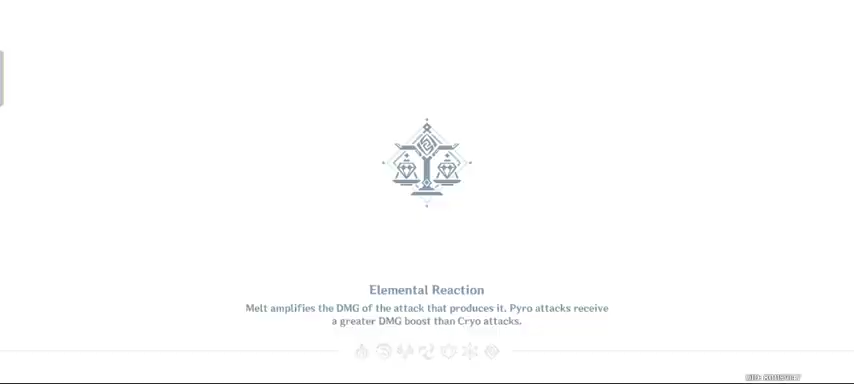 Elemental Reaction
Melt amplifies the DMG of the attack that produces it. Pyro attacks receive
a greater DMG boost than Cryo attacks.